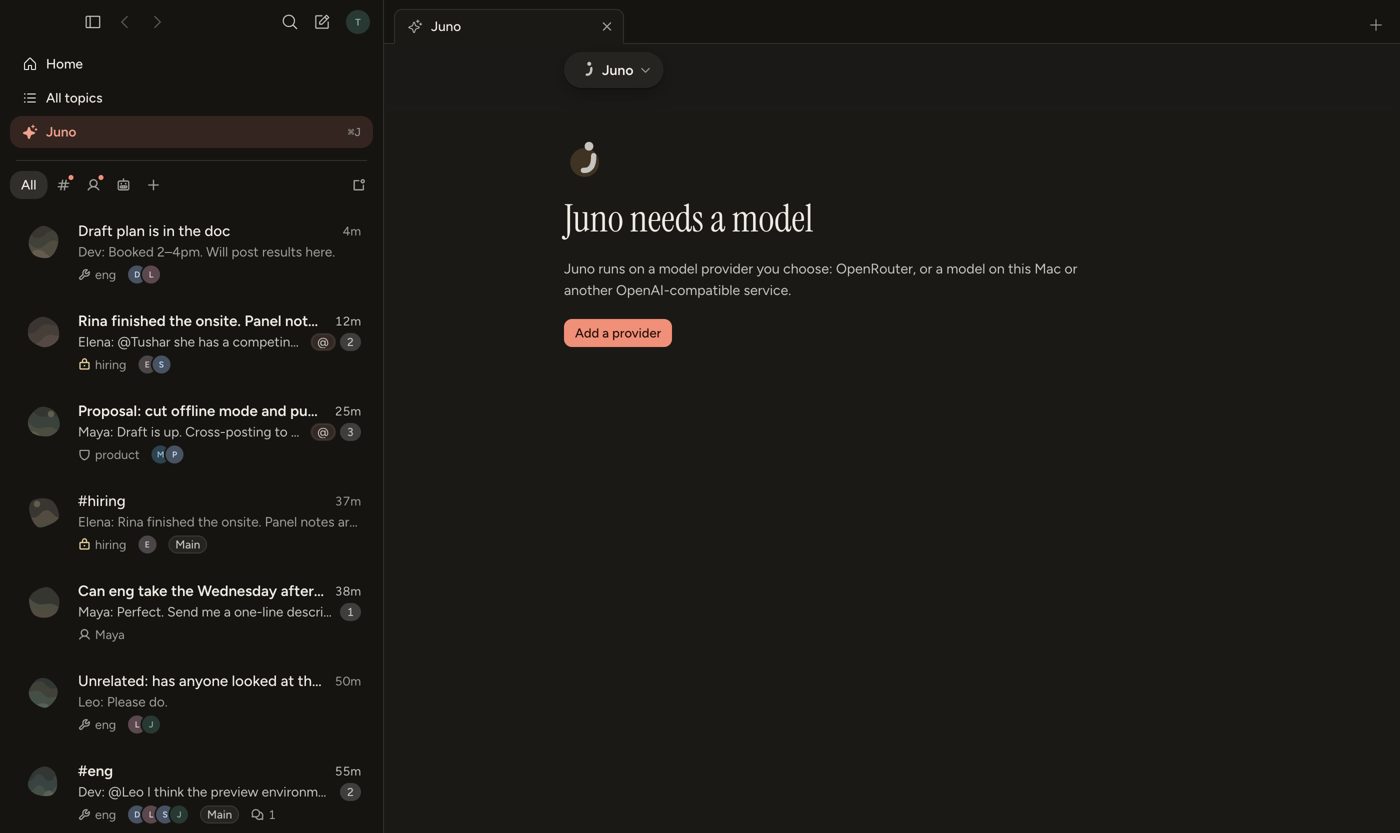 T
Juno
Home
All topics
Juno ⌘J
Juno
All
Draft plan is in the doc 4m
Dev: Booked 2–4pm. Will post results here.
eng D L
Juno needs a model
Juno runs on a model provider you choose: OpenRouter, or a model on this Mac or
another OpenAI-compatible service.
Add a provider
Rina finished the onsite. Panel not... 12m
Elena: @Tushar she has a competin... @ 2
hiring E S
Proposal: cut offline mode and pu... 25m
Maya: Draft is up. Cross-posting to ... @ 3
product M P
#hiring 37m
Elena: Rina finished the onsite. Panel notes ar...
hiring E Main
Can eng take the Wednesday after... 38m
Maya: Perfect. Send me a one-line descri... 1
Maya
Unrelated: has anyone looked at th... 50m
Leo: Please do.
eng L J
#eng 55m
Dev: @Leo I think the preview environm... 2
eng D L S J Main 1